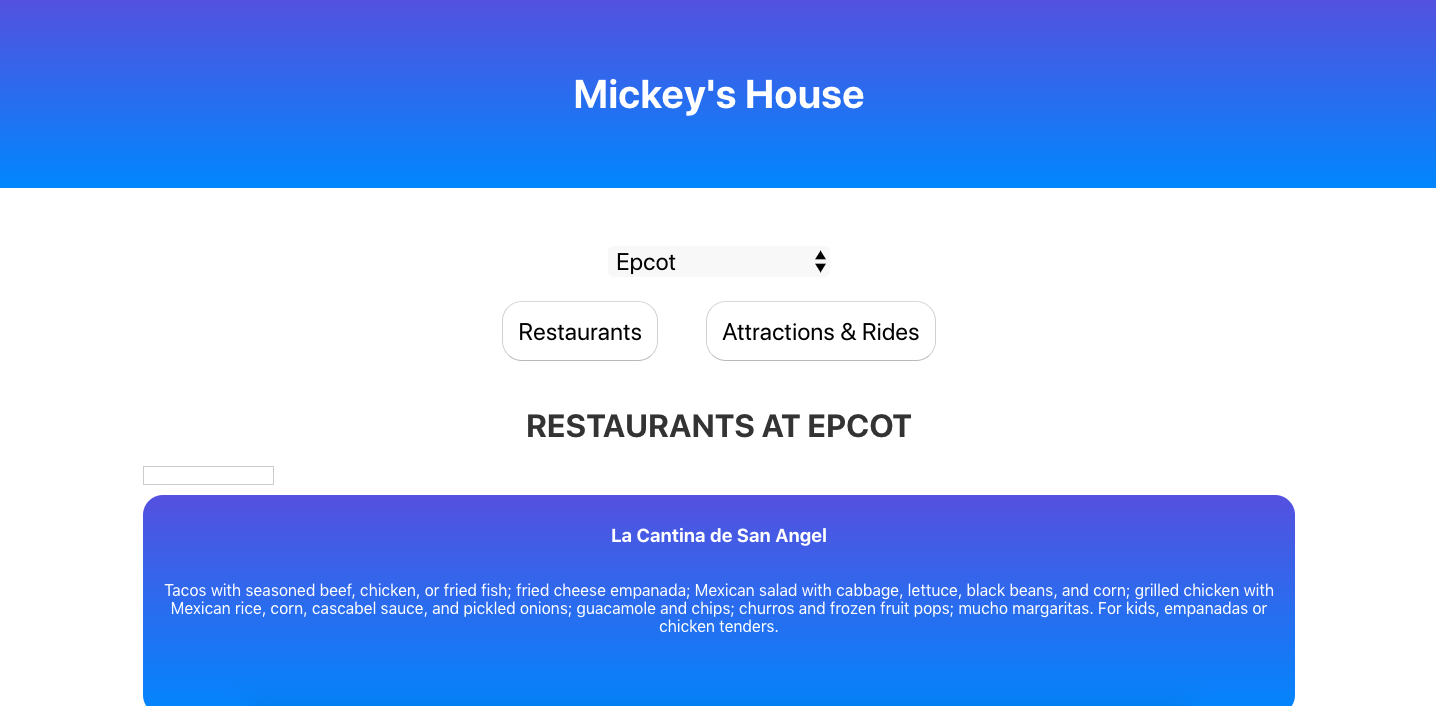 Mickey's House
Epcot
Restaurants
Attractions & Rides
RESTAURANTS AT EPCOT
La Cantina de San Angel
Tacos with seasoned beef, chicken, or fried fish; fried cheese empanada; Mexican salad with cabbage, lettuce, black beans, and corn; grilled chicken with
Mexican rice, corn, cascabel sauce, and pickled onions; guacamole and chips; churros and frozen fruit pops; mucho margaritas. For kids, empanadas or
chicken tenders.